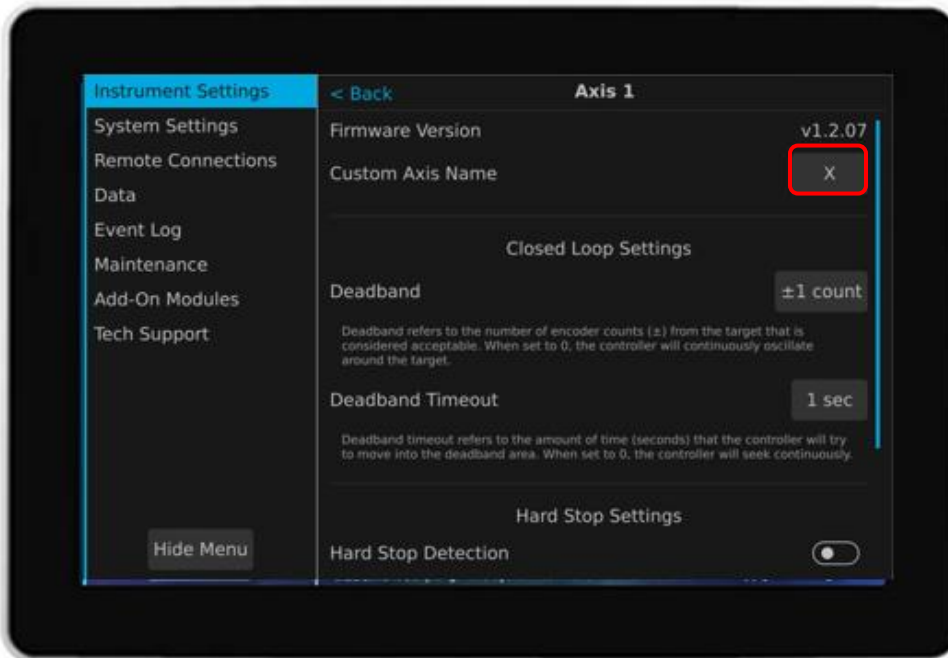 Instrument Settings
System Settings
Remote Connections
Data
Event Log
Maintenance
Add-On Modules
Tech Support
Hide Menu
< Back
Axis 1
Firmware Version
v1.2.07
Custom Axis Name
X
Closed Loop Settings
Deadband
±1 count
Deadband refers to the number of encoder counts (±) from the target that is
considered acceptable. When set to 0, the controller will continuously oscillate
around the target.
Deadband Timeout
1 sec
Deadband timeout refers to the amount of time (seconds) that the controller will try
to move into the deadband area. When set to 0, the controller will seek continuously.
Hard Stop Settings
Hard Stop Detection